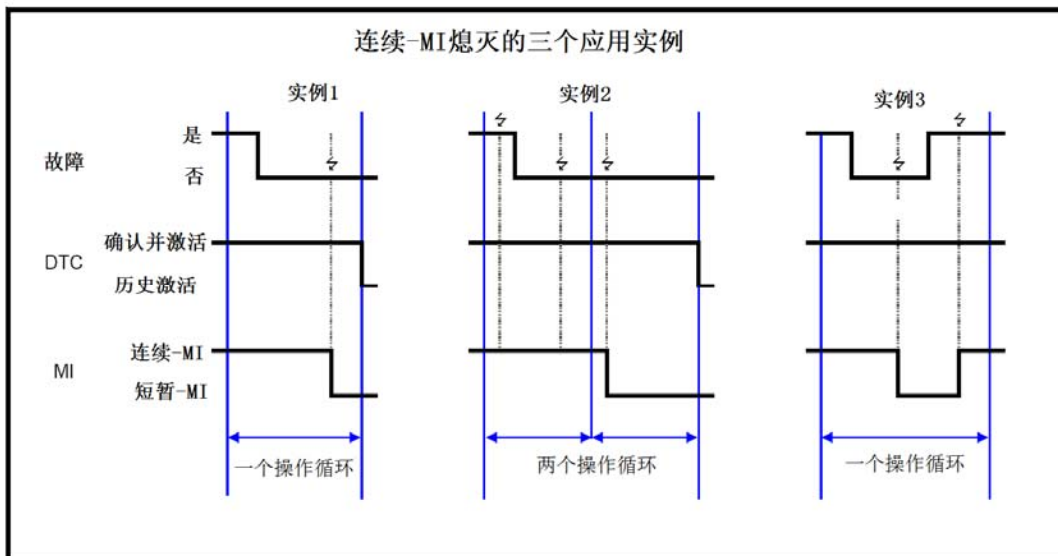 连续-MI熄灭的三个应用实例
实例1
实例2
实例3
故障
是
否
DTC
确认并激活
历史激活
MI
连续-MI
短暂-MI
一个操作循环
两个操作循环
一个操作循环